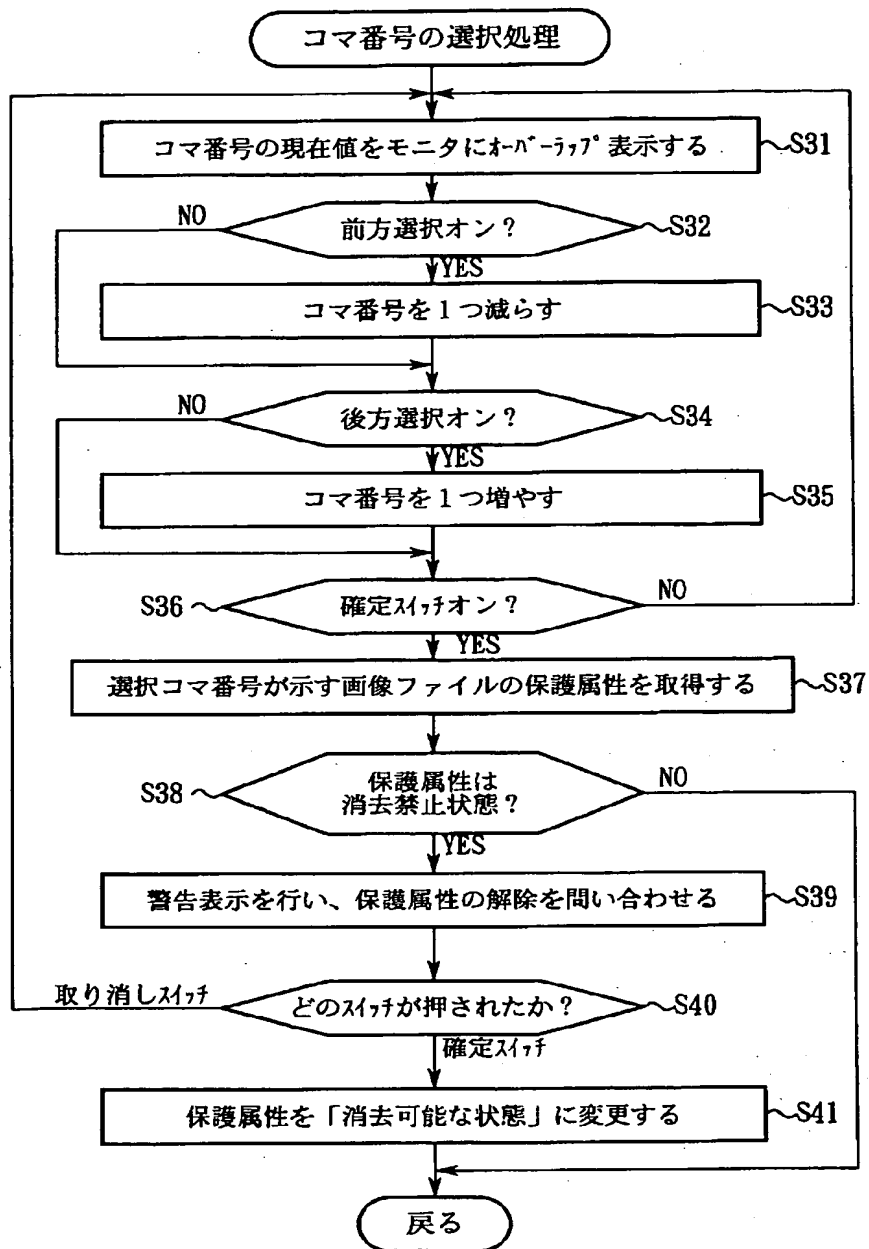 コマ番号の選択処理
コマ番号の現在値をモニタにｵｰﾊﾞｰﾗｯﾌﾟ表示する
S31
NO
前方選択オン？
S32
YES
コマ番号を１つ減らす
S33
NO
後方選択オン？
S34
YES
コマ番号を１つ増やす
S35
S36
確定ｽｲｯﾁオン？
NO
YES
選択コマ番号が示す画像ファイルの保護属性を取得する
S37
S38
保護属性は
消去禁止状態？
NO
YES
警告表示を行い、保護属性の解除を問い合わせる
S39
取り消しｽｲｯﾁ
どのｽｲｯﾁが押されたか？
S40
確定ｽｲｯﾁ
保護属性を「消去可能な状態」に変更する
S41
戻る